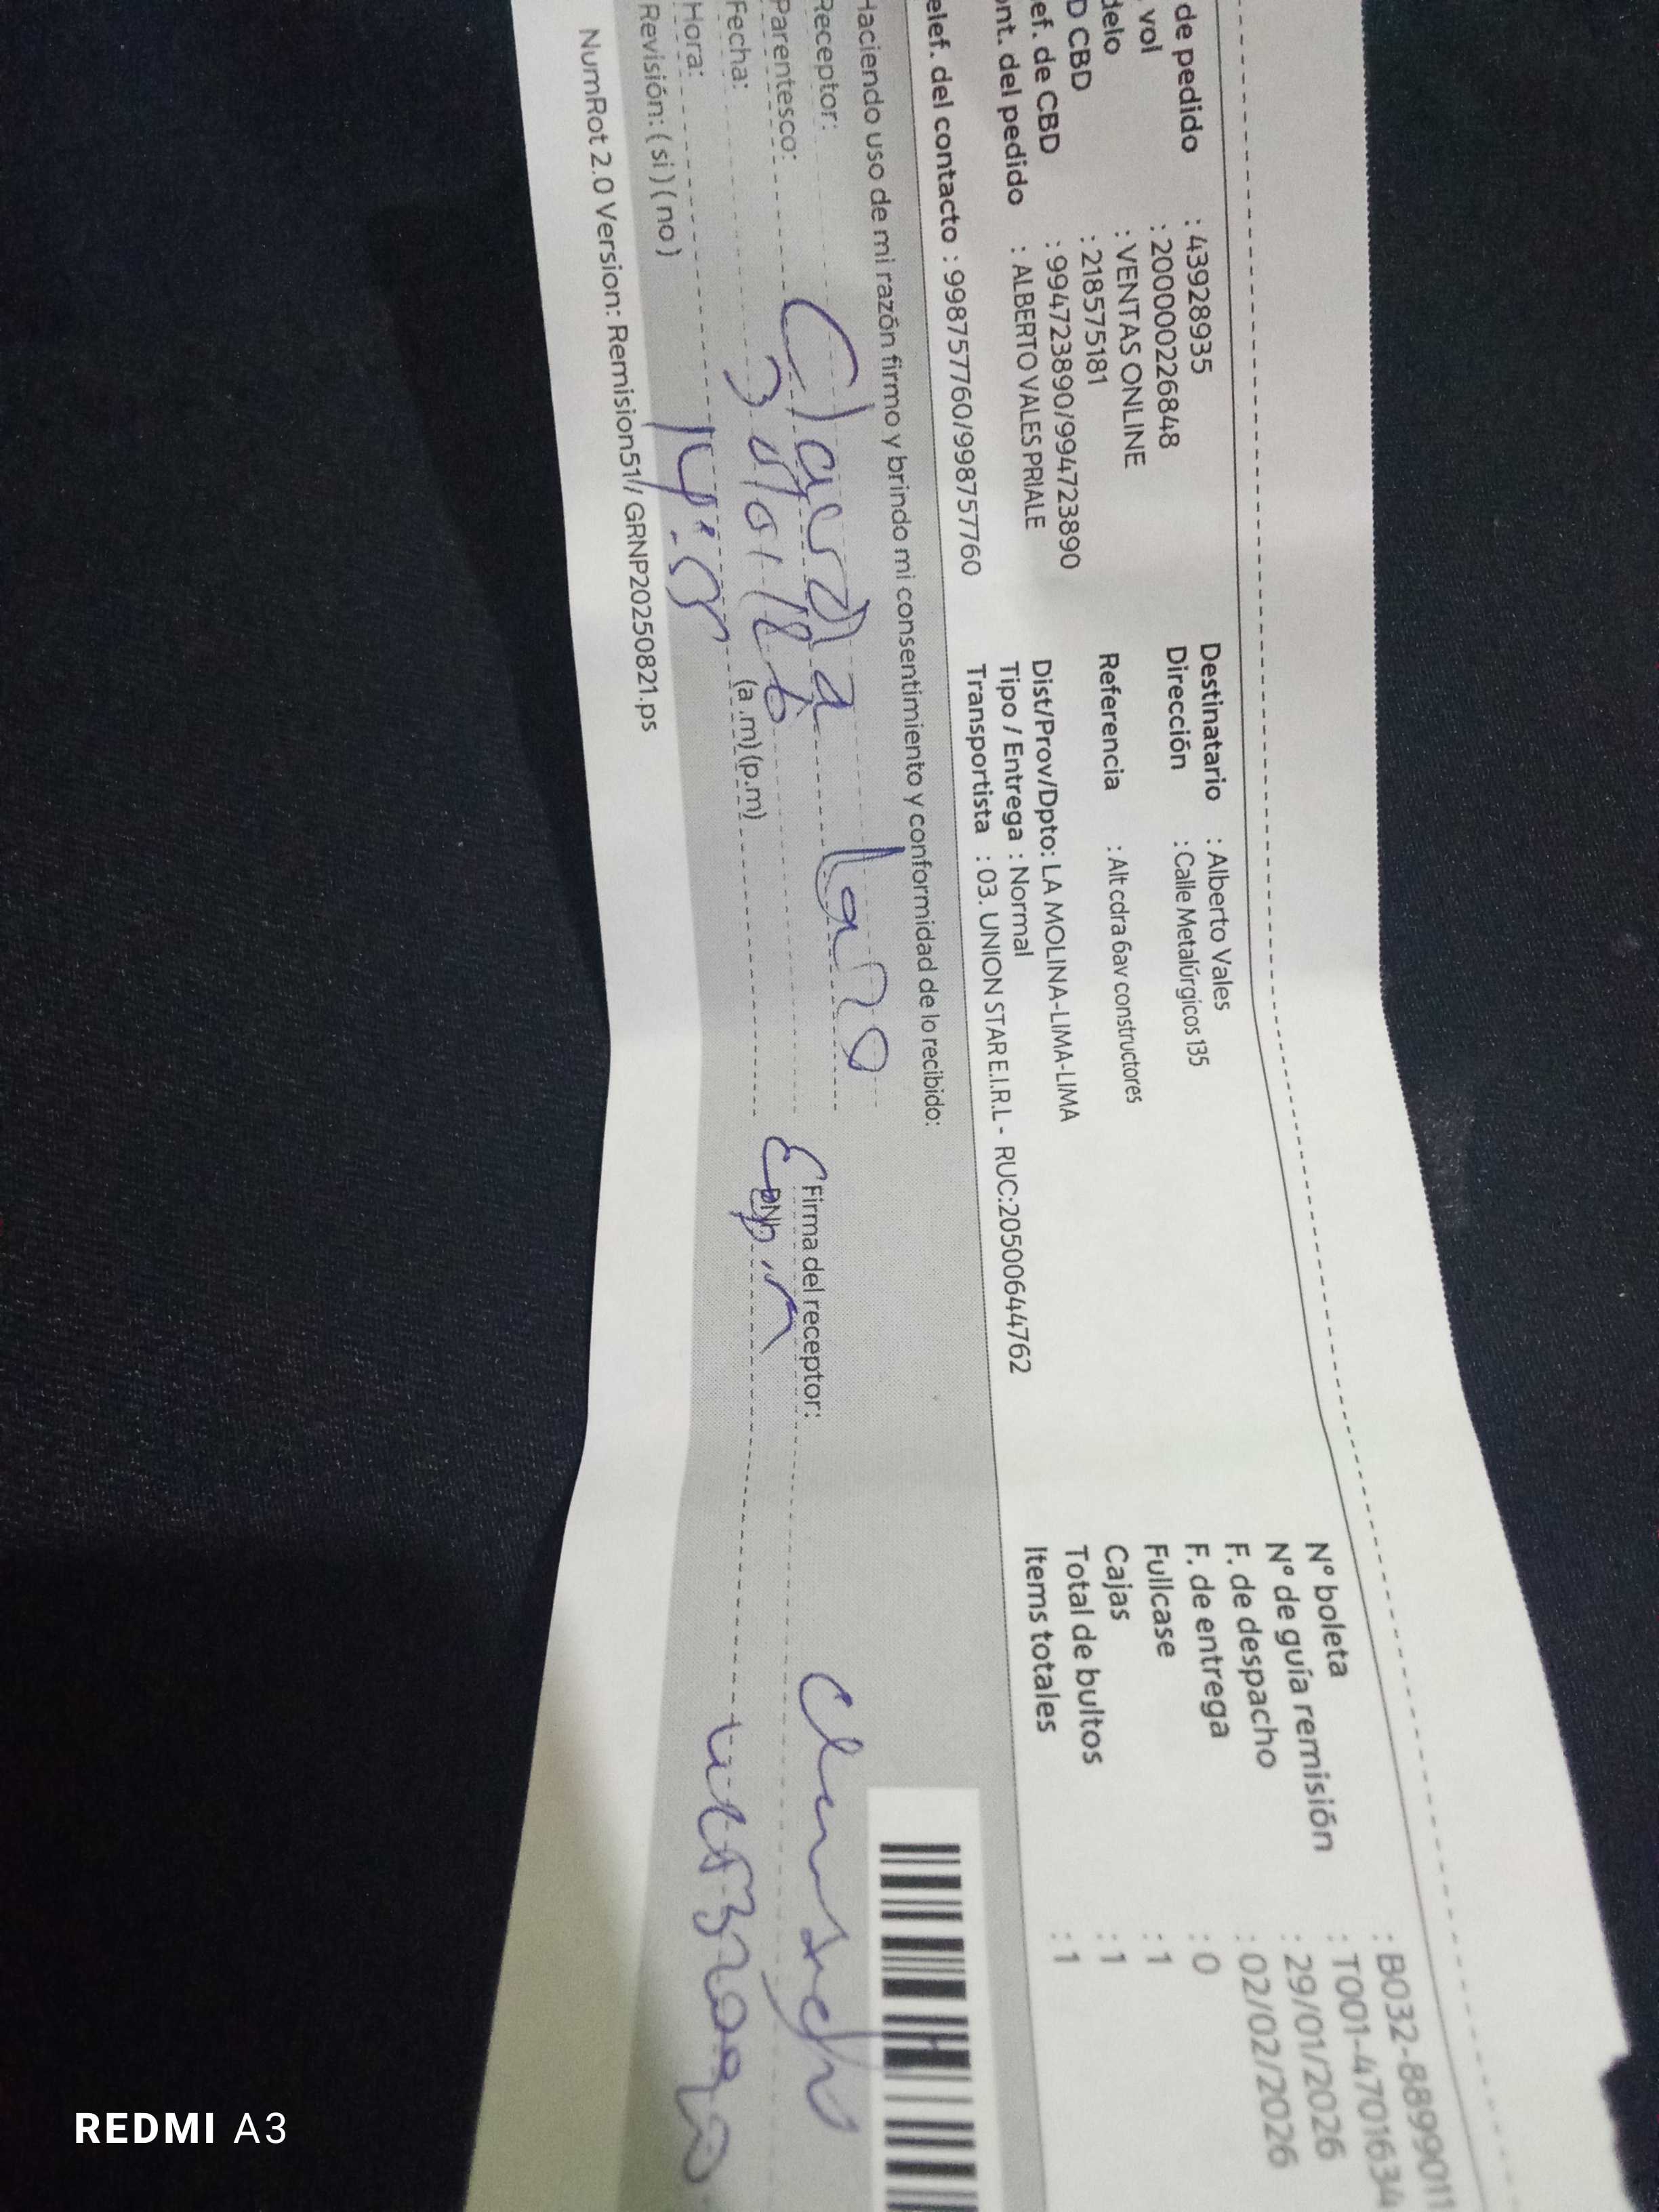 de pedido : 43928935
vol : 200000226848
delo : VENTAS ONLINE
D CBD : 218575181
ef. de CBD : 994723890/994723890
nt. del pedido : ALBERTO VALES PRIALE
elef. del contacto : 998757760/998757760
Destinatario : Alberto Vales
Dirección : Calle Metalúrgicos 135
Referencia : Alt cdra 6av constructores
Dist/Prov/Dpto: LA MOLINA-LIMA-LIMA
Tipo / Entrega : Normal
Transportista : 03. UNION STAR E.I.R.L - RUC:20500644762
N° boleta : B032-88999011
N° de guía remisión : T001-4701634
F. de despacho : 29/01/2026
F. de entrega : 02/02/2026
Fullcase : 0
Cajas : 1
Total de bultos : 1
Items totales : 1
Haciendo uso de mi razón firmo y brindo mi consentimiento y conformidad de lo recibido:
Receptor:
Parentesco:
Fecha:
Hora: (a.m) (p.m)
Revisión: ( si ) ( no )
Firma del receptor:
NumRot 2.0 Version: Remision51// GRNP20250821.ps
REDMI A3